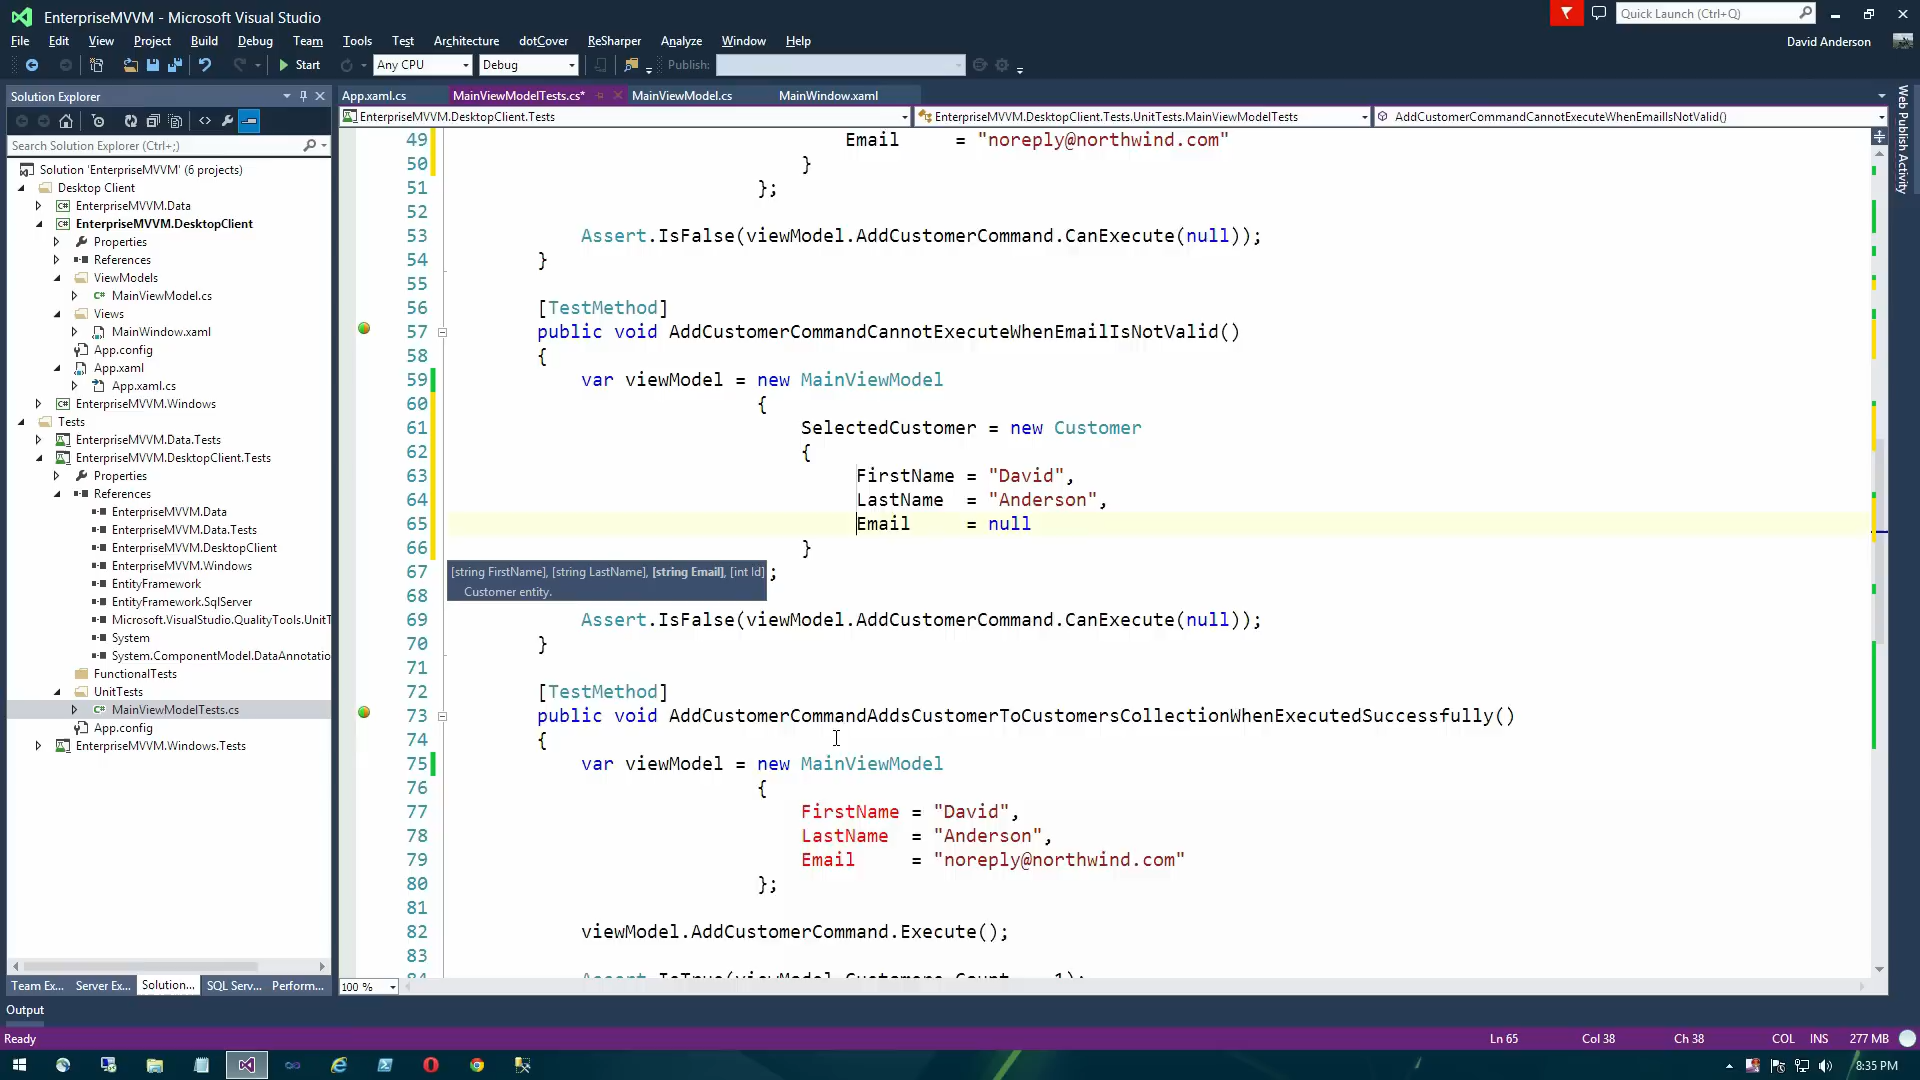 EnterpriseMVVM - Microsoft Visual Studio
Quick Launch (Ctrl+Q)
File Edit View Project Build Debug Team Tools Test Architecture dotCover ReSharper Analyze Window Help
David Anderson
Start Any CPU Debug Publish:
Solution Explorer
App.xaml.cs MainViewModelTests.cs* MainViewModel.cs MainWindow.xaml
EnterpriseMVVM.DesktopClient.Tests EnterpriseMVVM.DesktopClient.Tests.UnitTests.MainViewModelTests AddCustomerCommandCannotExecuteWhenEmailIsNotValid()
Web Publish Activity
Search Solution Explorer (Ctrl+;)
Solution 'EnterpriseMVVM' (6 projects)
Desktop Client
EnterpriseMVVM.Data
EnterpriseMVVM.DesktopClient
Properties
References
ViewModels
MainViewModel.cs
Views
MainWindow.xaml
App.config
App.xaml
App.xaml.cs
EnterpriseMVVM.Windows
Tests
EnterpriseMVVM.Data.Tests
EnterpriseMVVM.DesktopClient.Tests
Properties
References
EnterpriseMVVM.Data
EnterpriseMVVM.Data.Tests
EnterpriseMVVM.DesktopClient
EnterpriseMVVM.Windows
EntityFramework
EntityFramework.SqlServer
Microsoft.VisualStudio.QualityTools.UnitT
System
System.ComponentModel.DataAnnotatio
FunctionalTests
UnitTests
MainViewModelTests.cs
App.config
EnterpriseMVVM.Windows.Tests
Team Ex... Server Ex... Solution... SQL Serv... Perform...
49 Email = "noreply@northwind.com"
50 }
51 };
52
53 Assert.IsFalse(viewModel.AddCustomerCommand.CanExecute(null));
54 }
55
56 [TestMethod]
57 public void AddCustomerCommandCannotExecuteWhenEmailIsNotValid()
58 {
59 var viewModel = new MainViewModel
60 {
61 SelectedCustomer = new Customer
62 {
63 FirstName = "David",
64 LastName = "Anderson",
65 Email = null
66 }
67 [string FirstName], [string LastName], [string Email], [int Id] ;
Customer entity.
68
69 Assert.IsFalse(viewModel.AddCustomerCommand.CanExecute(null));
70 }
71
72 [TestMethod]
73 public void AddCustomerCommandAddsCustomerToCustomersCollectionWhenExecutedSuccessfully()
74 {
75 var viewModel = new MainViewModel
76 {
77 FirstName = "David",
78 LastName = "Anderson",
79 Email = "noreply@northwind.com"
80 };
81
82 viewModel.AddCustomerCommand.Execute();
83
100 %
Output
Ready Ln 65 Col 38 Ch 38 COL INS 277 MB
8:35 PM